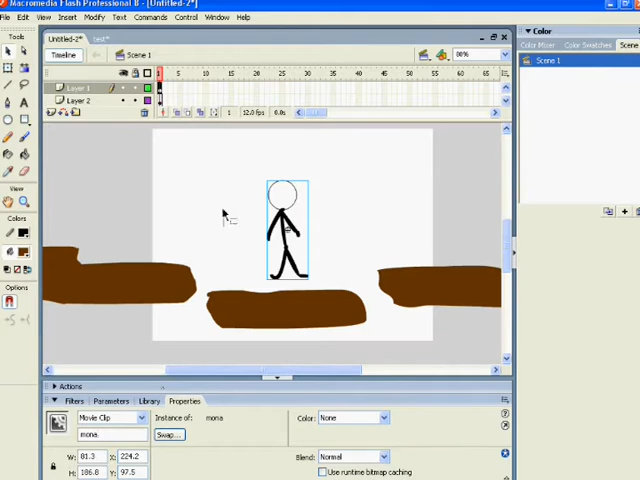 Macromedia Flash Professional 8 - [Untitled-2*]
File Edit View Insert Modify Text Commands Control Window Help
Tools
Untitled-2* test*
Timeline Scene 1 80%
1 5 10 15 20 25 30 35 40 45 50 55 60 65
Layer 1
Layer 2
1 12.0 fps 0.0s
View
Colors
Options
Color
Color Mixer Color Swatches Scene
Scene 1
Actions
Filters Parameters Library Properties
Movie Clip Instance of: mona Color: None
mona Swap...
W: 81.3 X: 224.2 Blend: Normal
H: 186.8 Y: 97.5 Use runtime bitmap caching